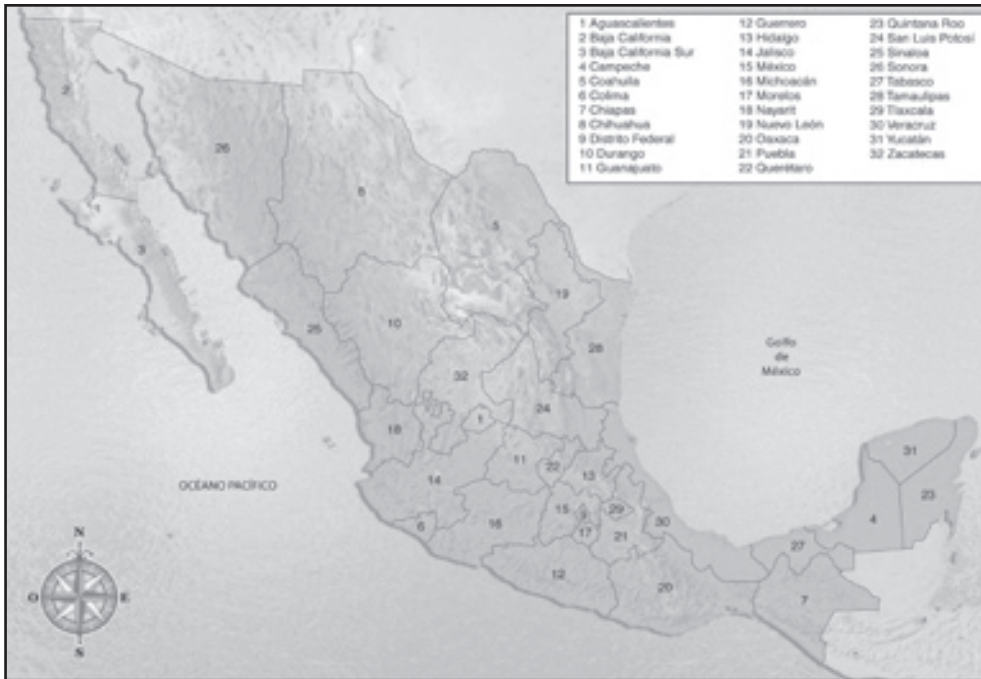 1 Aguascalientes
2 Baja California
3 Baja California Sur
4 Campeche
5 Coahuila
6 Colima
7 Chiapas
8 Chihuahua
9 Distrito Federal
10 Durango
11 Guanajuato
12 Guerrero
13 Hidalgo
14 Jalisco
15 México
16 Michoacán
17 Morelos
18 Nayarit
19 Nuevo León
20 Oaxaca
21 Puebla
22 Querétaro
23 Quintana Roo
24 San Luis Potosí
25 Sinaloa
26 Sonora
27 Tabasco
28 Tamaulipas
29 Tlaxcala
30 Veracruz
31 Yucatán
32 Zacatecas
2
26
8
5
3
19
25
10
28
32
24
1
18
Golfo
de
México
31
11
22
13
14
23
OCÉANO PACÍFICO
15
9
29
30
4
6
16
17
21
27
12
20
7
N
O
E
S